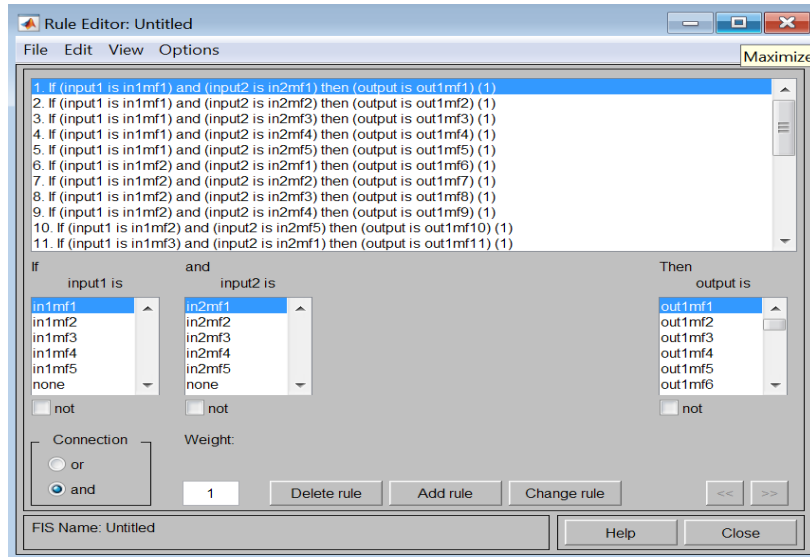 Rule Editor: Untitled
File Edit View Options
Maximize
1. If (input1 is in1mf1) and (input2 is in2mf1) then (output is out1mf1) (1)
2. If (input1 is in1mf1) and (input2 is in2mf2) then (output is out1mf2) (1)
3. If (input1 is in1mf1) and (input2 is in2mf3) then (output is out1mf3) (1)
4. If (input1 is in1mf1) and (input2 is in2mf4) then (output is out1mf4) (1)
5. If (input1 is in1mf1) and (input2 is in2mf5) then (output is out1mf5) (1)
6. If (input1 is in1mf2) and (input2 is in2mf1) then (output is out1mf6) (1)
7. If (input1 is in1mf2) and (input2 is in2mf2) then (output is out1mf7) (1)
8. If (input1 is in1mf2) and (input2 is in2mf3) then (output is out1mf8) (1)
9. If (input1 is in1mf2) and (input2 is in2mf4) then (output is out1mf9) (1)
10. If (input1 is in1mf2) and (input2 is in2mf5) then (output is out1mf10) (1)
11. If (input1 is in1mf3) and (input2 is in2mf1) then (output is out1mf11) (1)
If
input1 is
in1mf1
in1mf2
in1mf3
in1mf4
in1mf5
none
not
and
input2 is
in2mf1
in2mf2
in2mf3
in2mf4
in2mf5
none
not
Then
output is
out1mf1
out1mf2
out1mf3
out1mf4
out1mf5
out1mf6
not
Connection
or
and
Weight:
1
Delete rule
Add rule
Change rule
<<
>>
FIS Name: Untitled
Help
Close